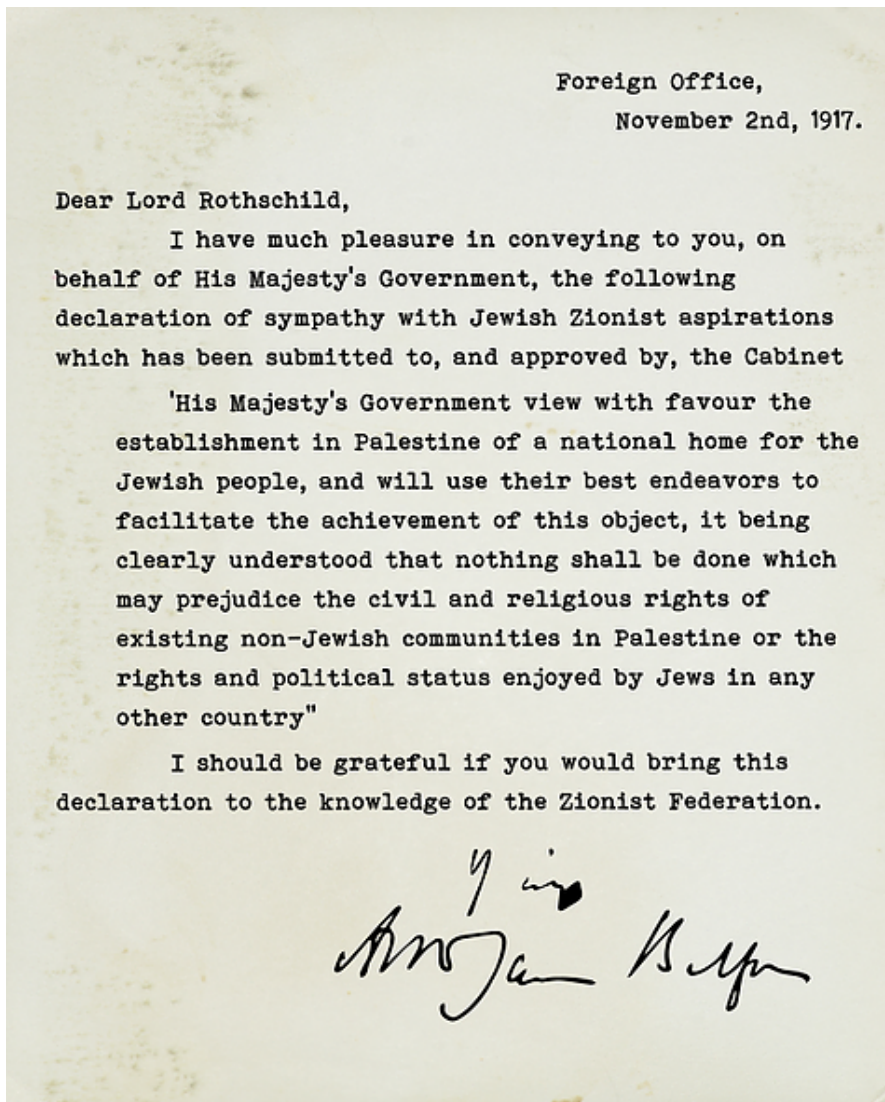 Foreign Office,
November 2nd, 1917.
Dear Lord Rothschild,
I have much pleasure in conveying to you, on
behalf of His Majesty's Government, the following
declaration of sympathy with Jewish Zionist aspirations
which has been submitted to, and approved by, the Cabinet
'His Majesty's Government view with favour the
establishment in Palestine of a national home for the
Jewish people, and will use their best endeavors to
facilitate the achievement of this object, it being
clearly understood that nothing shall be done which
may prejudice the civil and religious rights of
existing non-Jewish communities in Palestine or the
rights and political status enjoyed by Jews in any
other country"
I should be grateful if you would bring this
declaration to the knowledge of the Zionist Federation.